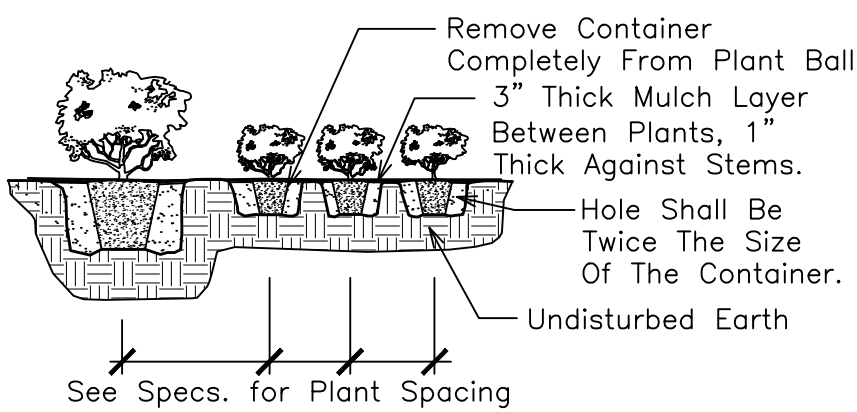 Remove Container
Completely From Plant Ball
3" Thick Mulch Layer
Between Plants, 1"
Thick Against Stems.
Hole Shall Be
Twice The Size
Of The Container.
Undisturbed Earth
See Specs. for Plant Spacing